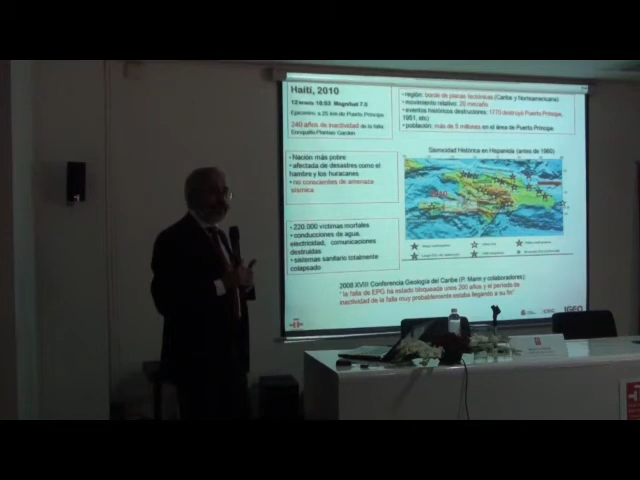 Haití, 2010
12 16:53 Magnitud 7.0
Epicentro a 25 km de Puerto Príncipe
240 años de inactividad de la falla
Enriquillo Plantain Garden
• región: borde de placas tectónicas (Caribe y Norteamericana)
• movimiento relativo: 20 mm/año
• eventos históricos destructores: 1770 destruyó Puerto Príncipe,
1951, etc)
• población: más de 5 millones en el área de Puerto Príncipe
• Nación más pobre
• afectada de desastres como el
hambre y los huracanes
• no conscientes de amenaza
sísmica
Sismicidad Histórica en Hispaniola (antes de 1960)
2010
• 220.000 víctimas mortales
• conducciones de agua,
electricidad, comunicaciones
destruidas
• sistemas sanitario totalmente
colapsado
2008 XVIII Conferencia Geología del Caribe (P. Mann y colaboradores):
" la falla de EPG ha estado bloqueada unos 200 años y el período de
inactividad de la falla muy probablemente estaba llegando a su fin"
CSIC IGEO